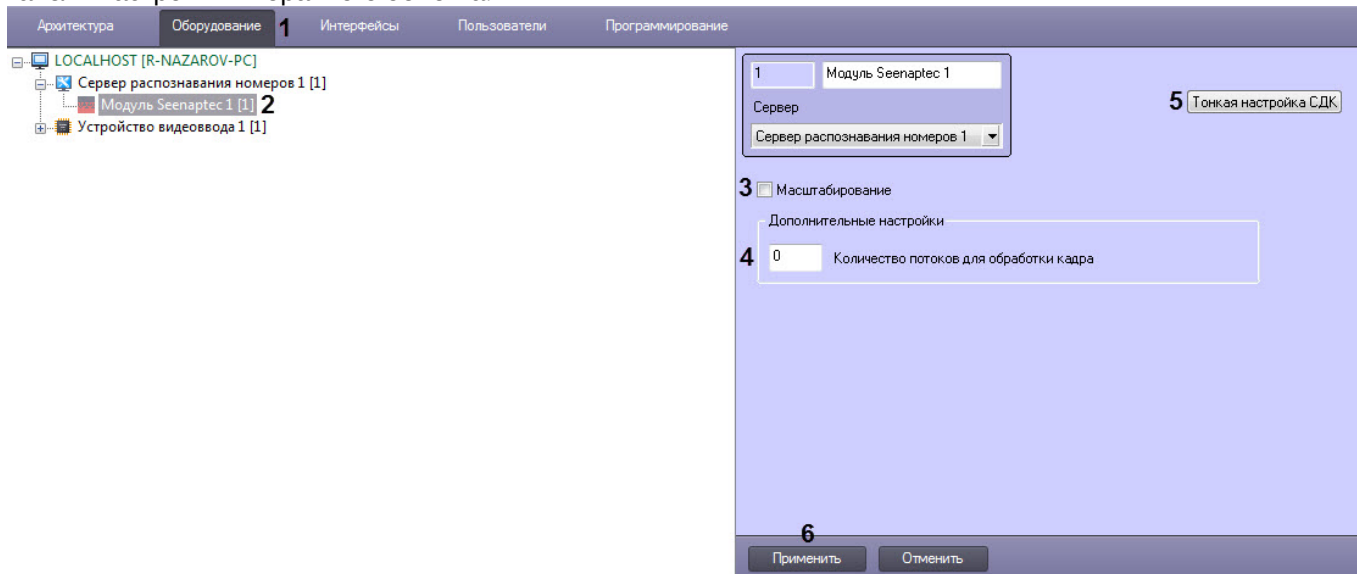 Архитектура Оборудование 1 Интерфейсы Пользователи Программирование
LOCALHOST [R-NAZAROV-PC]
Сервер распознавания номеров 1 [1]
Модуль Seenaptec 1 [1] 2
Устройство видеоввода 1 [1]
1 Модуль Seenaptec 1
Сервер
Сервер распознавания номеров 1
5 Тонкая настройка СДК
3 Масштабирование
Дополнительные настройки
4 0 Количество потоков для обработки кадра
6
Применить Отменить